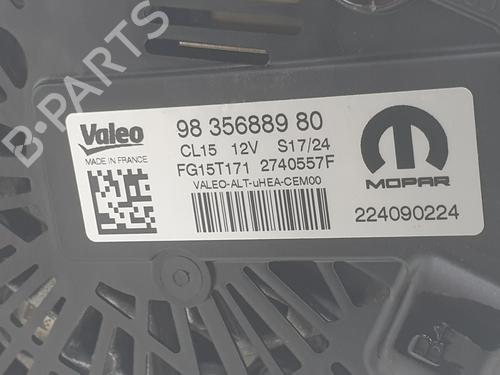 B-PARTS
Valeo
MADE IN FRANCE
98 356889 80
CL15 12V S17/24
FG15T171 2740557F
VALEO-ALT-uHEA-CEM00
MOPAR
224090224